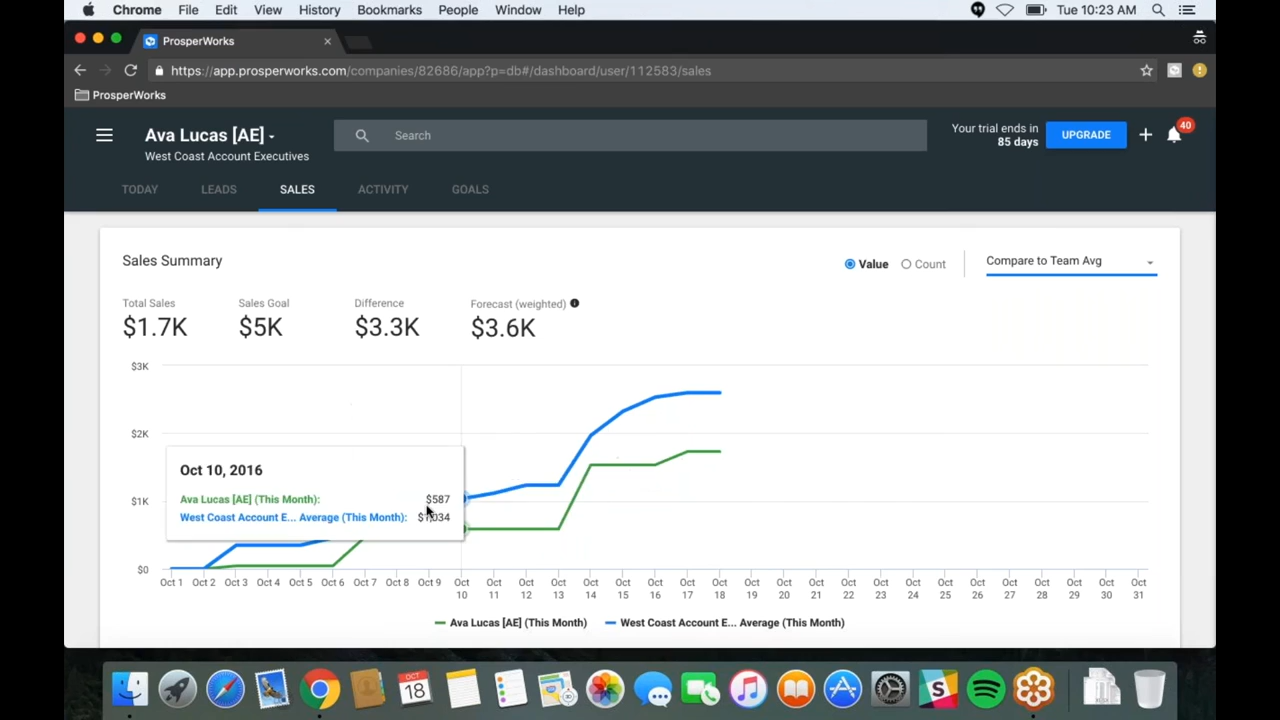 Chrome File Edit View History Bookmarks People Window Help Tue 10:23 AM
ProsperWorks
https://app.prosperworks.com/companies/82686/app?p=db#/dashboard/user/112583/sales
ProsperWorks
Ava Lucas [AE]
West Coast Account Executives
Search
Your trial ends in
85 days
UPGRADE
40
TODAY LEADS SALES ACTIVITY GOALS
Sales Summary
Value Count
Compare to Team Avg
Total Sales Sales Goal Difference Forecast (weighted)
$1.7K $5K $3.3K $3.6K
$3K
$2K
$1K
$0
Oct 10, 2016
Ava Lucas [AE] (This Month): $587
West Coast Account E... Average (This Month): $1,034
Oct 1 Oct 2 Oct 3 Oct 4 Oct 5 Oct 6 Oct 7 Oct 8 Oct 9 Oct Oct Oct Oct Oct Oct Oct Oct Oct Oct Oct Oct Oct Oct Oct Oct Oct Oct Oct Oct Oct Oct
10 11 12 13 14 15 16 17 18 19 20 21 22 23 24 25 26 27 28 29 30 31
Ava Lucas [AE] (This Month) West Coast Account E... Average (This Month)
OCT
18